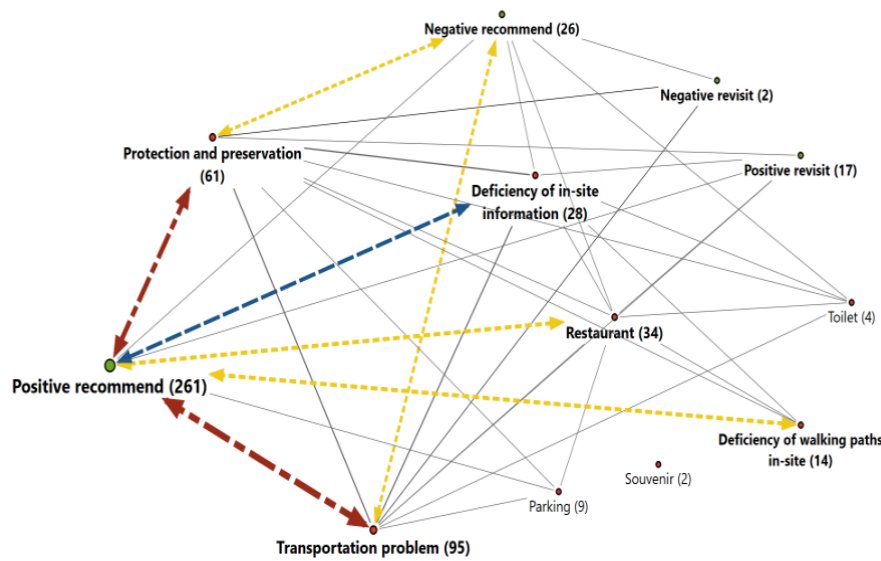 Negative recommend (26)
Negative revisit (2)
Protection and preservation
(61)
Positive revisit (17)
Deficiency of in-site
information (28)
Toilet (4)
Restaurant (34)
Positive recommend (261)
Deficiency of walking paths
in-site (14)
Souvenir (2)
Parking (9)
Transportation problem (95)